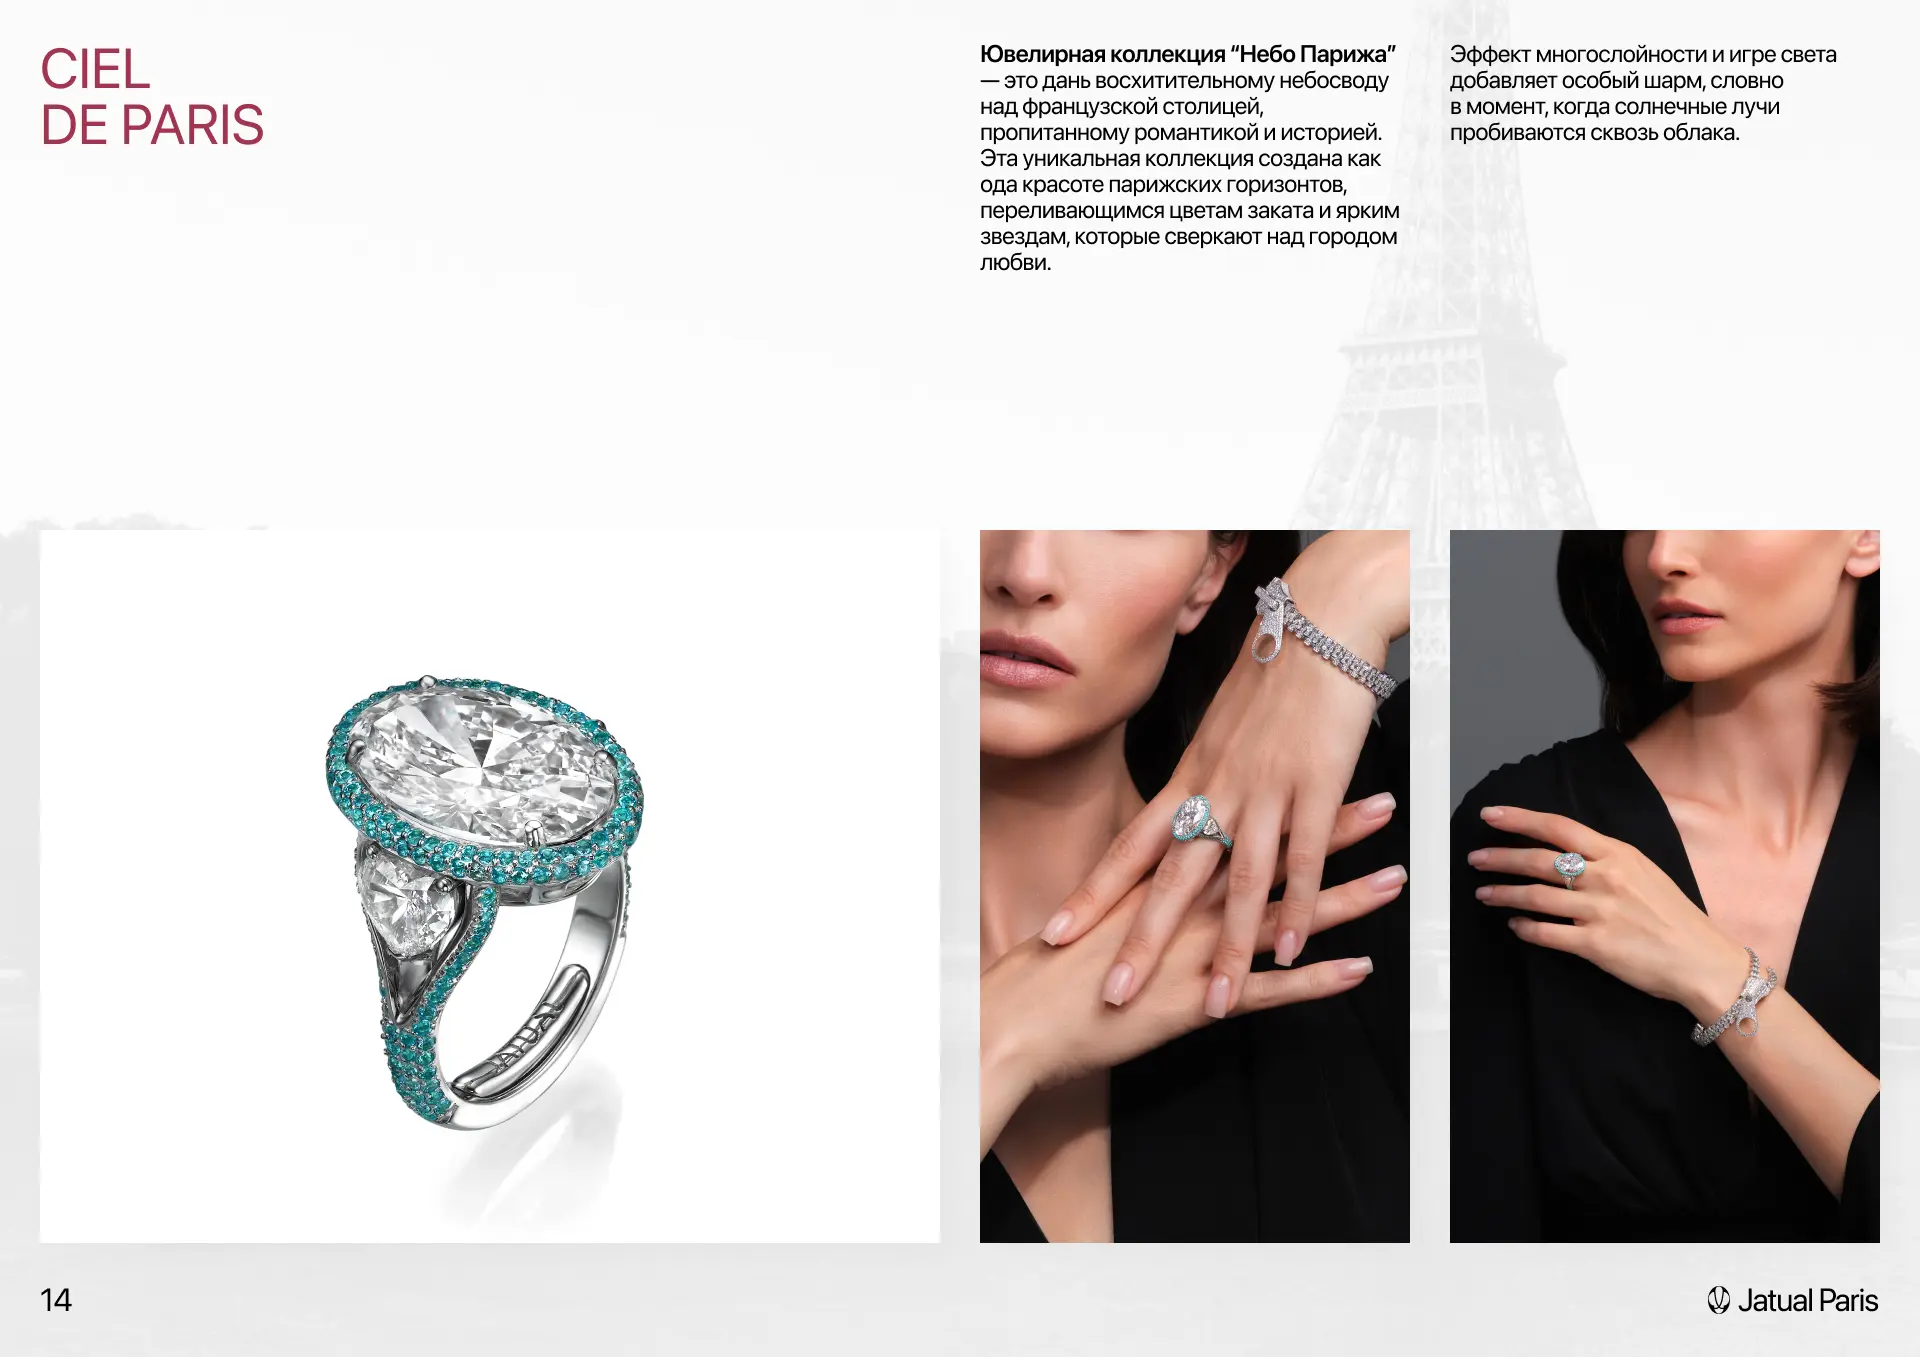 CIEL
DE PARIS
Ювелирная коллекция “Небо Парижа”
— это дань восхитительному небосводу
над французской столицей,
пропитанному романтикой и историей.
Эта уникальная коллекция создана как
ода красоте парижских горизонтов,
переливающимся цветам заката и ярким
звездам, которые сверкают над городом
любви.
Эффект многослойности и игре света
добавляет особый шарм, словно
в момент, когда солнечные лучи
пробиваются сквозь облака.
14
Jatual Paris